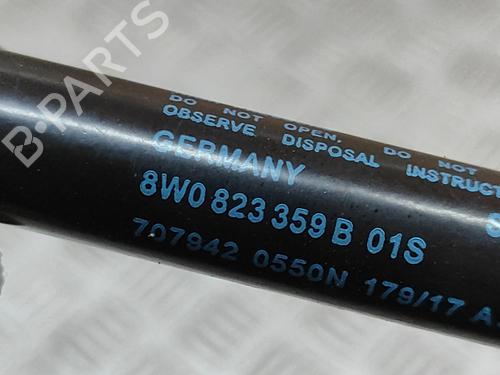 B-PARTS
DO NOT OPEN, DO NOT
OBSERVE DISPOSAL INSTRUCT
GERMANY
8W0 823 359 B 01S
707942 0550N 179/17 A